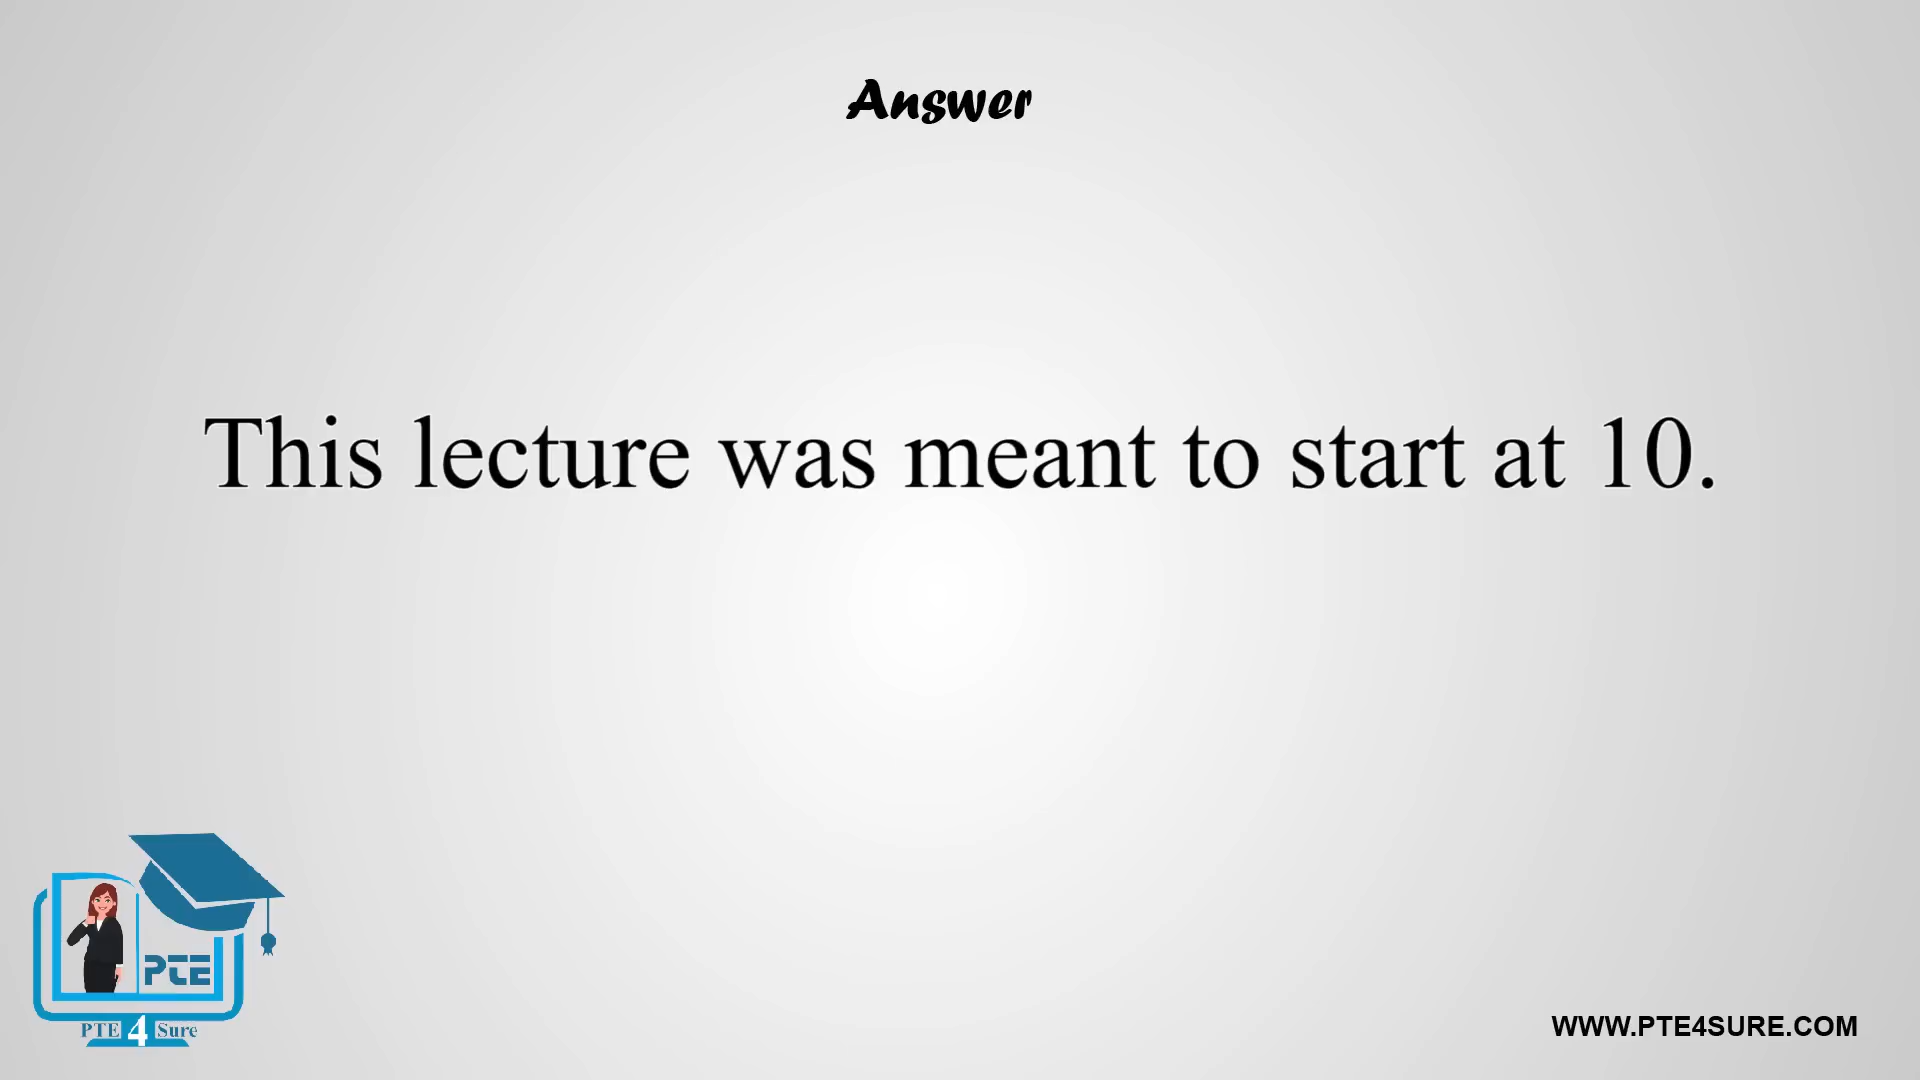 Answer
This lecture was meant to start at 10.
PTE
PTE 4 Sure
WWW.PTE4SURE.COM